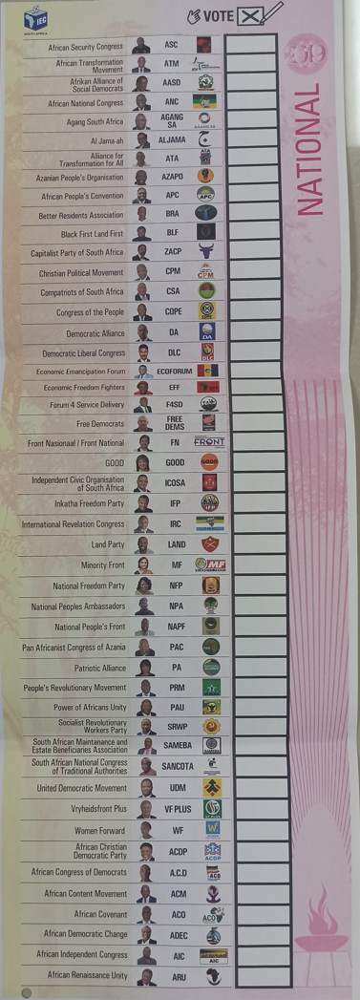 IEC
SOUTH AFRICA
VOTE
2019
NATIONAL
African Security Congress ASC
African Transformation
Movement ATM
Afrikan Alliance of
Social Democrats AASD
African National Congress ANC
Agang South Africa AGANG
SA
Al Jama-ah ALJAMA
Alliance for
Transformation for All ATA
Azanian People's Organisation AZAPO
African People's Convention APC
Better Residents Association BRA
Black First Land First BLF
Capitalist Party of South Africa ZACP
Christian Political Movement CPM
Compatriots of South Africa CSA
Congress of the People COPE
Democratic Alliance DA
Democratic Liberal Congress DLC
Economic Emancipation Forum ECOFORUM
Economic Freedom Fighters EFF
Forum 4 Service Delivery F4SD
Free Democrats FREE
DEMS
Front Nasionaal / Front National FN FRONT
GOOD GOOD GOOD
Independent Civic Organisation
of South Africa ICOSA
Inkatha Freedom Party IFP
International Revelation Congress IRC
Land Party LAND
Minority Front MF MF
National Freedom Party NFP
National Peoples Ambassadors NPA
National People's Front NAPF
Pan Africanist Congress of Azania PAC
Patriotic Alliance PA
People's Revolutionary Movement PRM
Power of Africans Unity PAU
Socialist Revolutionary
Workers Party SRWP
South African Maintanance and
Estate Beneficiaries Association SAMEBA
South African National Congress
of Traditional Authorities SANCOTA
United Democratic Movement UDM
Vryheidsfront Plus VF PLUS
Women Forward WF
African Christian
Democratic Party ACDP ACDP
African Congress of Democrats A.C.D ACD
African Content Movement ACM
African Covenant ACO ACO
African Democratic Change ADEC
African Independent Congress AIC AIC
African Renaissance Unity ARU